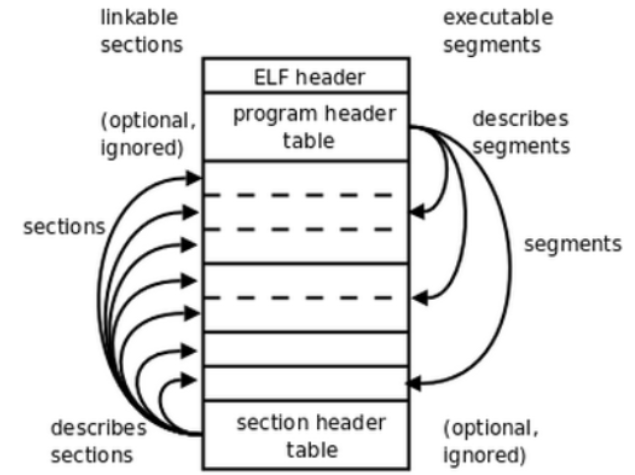 linkable
sections
executable
segments
ELF header
(optional,
ignored)
program header
table
describes
segments
sections
segments
describes
sections
section header
table
(optional,
ignored)